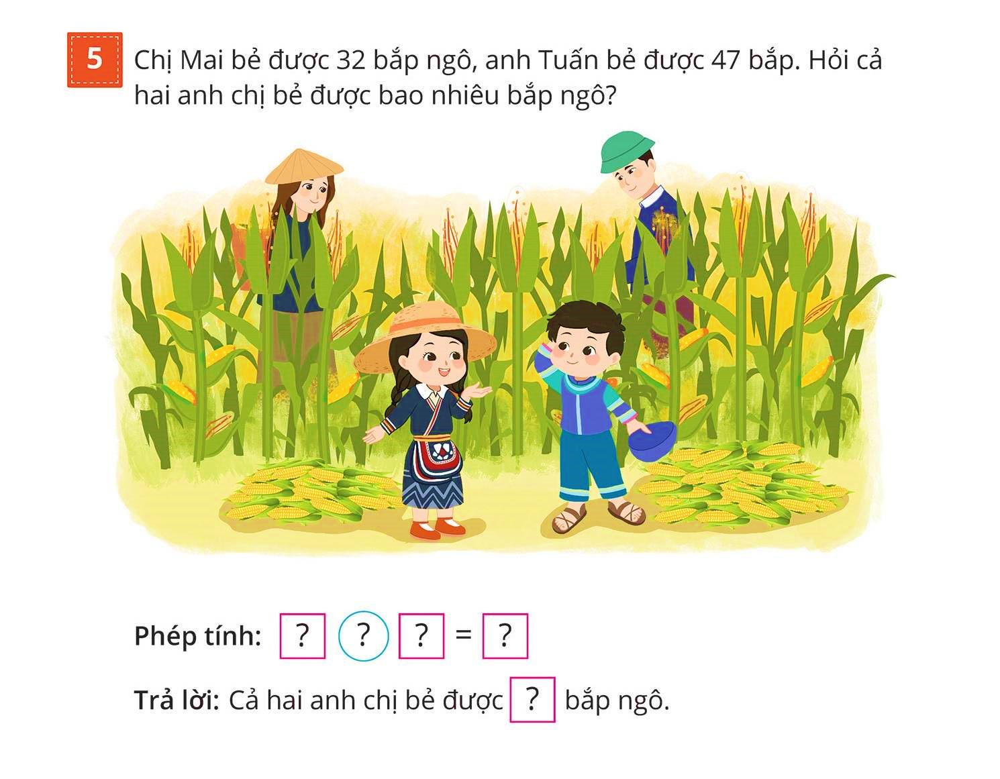 5 Chị Mai bẻ được 32 bắp ngô, anh Tuấn bẻ được 47 bắp. Hỏi cả
hai anh chị bẻ được bao nhiêu bắp ngô?
Phép tính: ? ? ? = ?
Trả lời: Cả hai anh chị bẻ được ? bắp ngô.